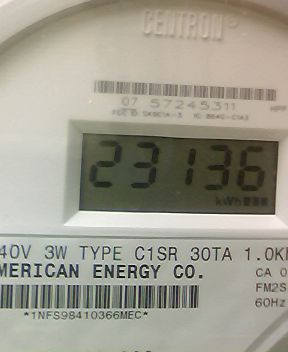 CENTRON®
07 57245311
23136
kWh
40V 3W TYPE C1SR 30TA 1.0K
MERICAN ENERGY CO.
CA 0
FM2S
60Hz
*1NFS98410366MEC*